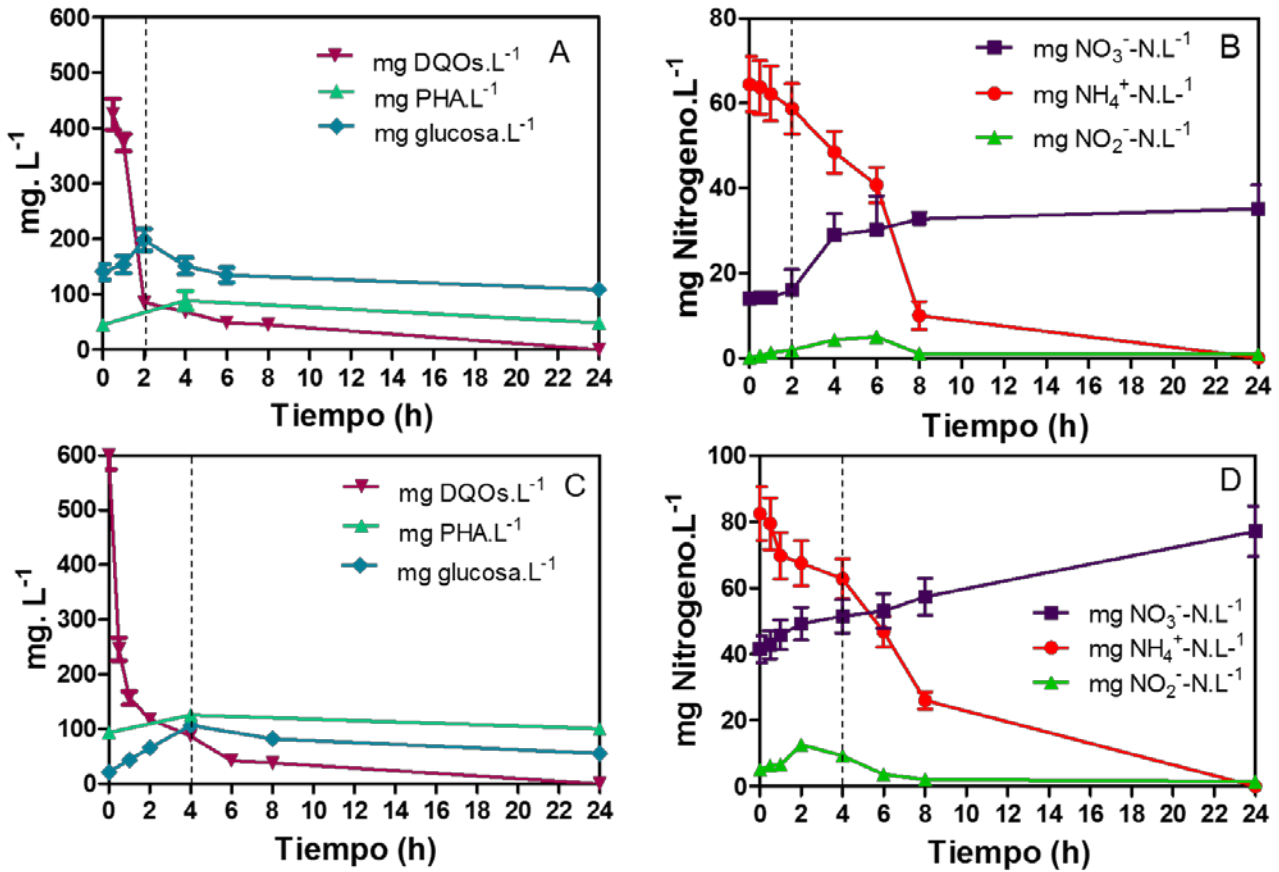 A
mg. L-1
600
500
400
300
200
100
0
mg DQOs.L-1
mg PHA.L-1
mg glucosa.L-1
0 2 4 6 8 10 12 14 16 18 20 22 24
Tiempo (h)
B
mg Nitrogeno.L-1
80
60
40
20
0
mg NO3--N.L-1
mg NH4+-N.L-1
mg NO2--N.L-1
0 2 4 6 8 10 12 14 16 18 20 22 24
Tiempo (h)
C
mg. L-1
600
500
400
300
200
100
0
mg DQOs.L-1
mg PHA.L-1
mg glucosa.L-1
0 2 4 6 8 10 12 14 16 18 20 22 24
Tiempo (h)
D
mg Nitrogeno.L-1
100
80
60
40
20
0
mg NO3--N.L-1
mg NH4+-N.L-1
mg NO2--N.L-1
0 2 4 6 8 10 12 14 16 18 20 22 24
Tiempo (h)